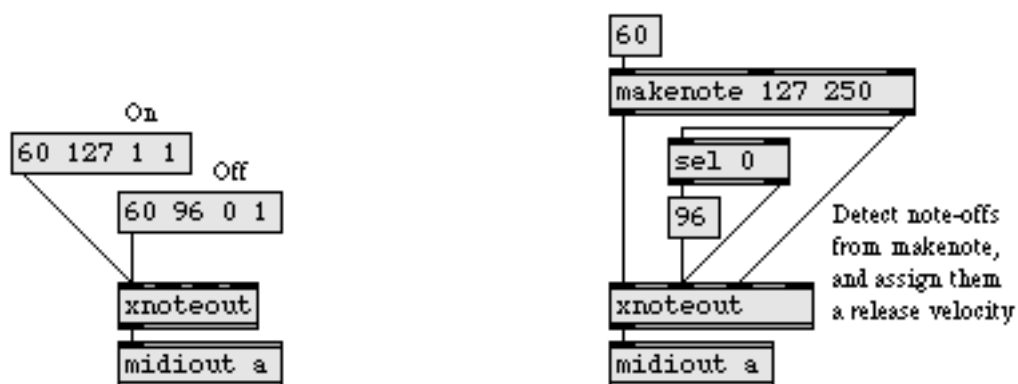 On
60 127 1 1
Off
60 96 0 1
xnoteout
midiout a
60
makenote 127 250
sel 0
96
Detect note-offs
from makenote,
and assign them
a release velocity
xnoteout
midiout a